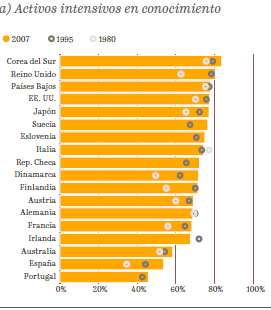 a) Activos intensivos en conocimiento
2007 1995 1980
Corea del Sur
Reino Unido
Países Bajos
EE. UU.
Japón
Suecia
Eslovenia
Italia
Rep. Checa
Dinamarca
Finlandia
Austria
Alemania
Francia
Irlanda
Australia
España
Portugal
0% 20% 40% 60% 80% 100%